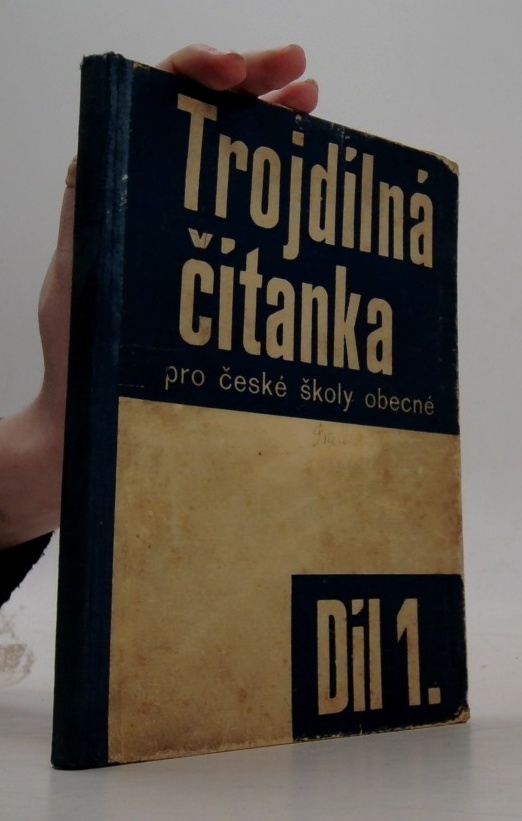 Trojdílná
čítanka
pro české školy obecné
Díl 1.